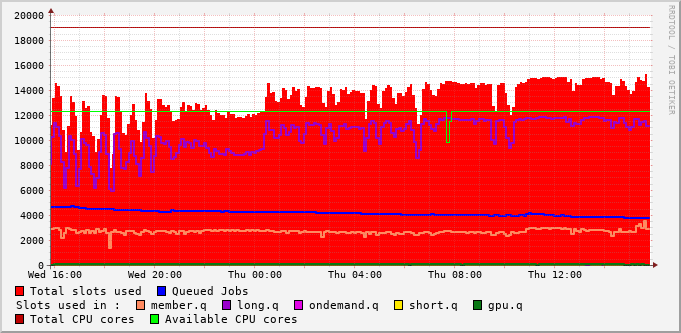 20000
18000
16000
14000
12000
10000
8000
6000
4000
2000
0
Wed 16:00 Wed 20:00 Thu 00:00 Thu 04:00 Thu 08:00 Thu 12:00
Total slots used Queued Jobs
Slots used in : member.q long.q ondemand.q short.q gpu.q
Total CPU cores Available CPU cores
RRDTOOL / TOBI OETIKER